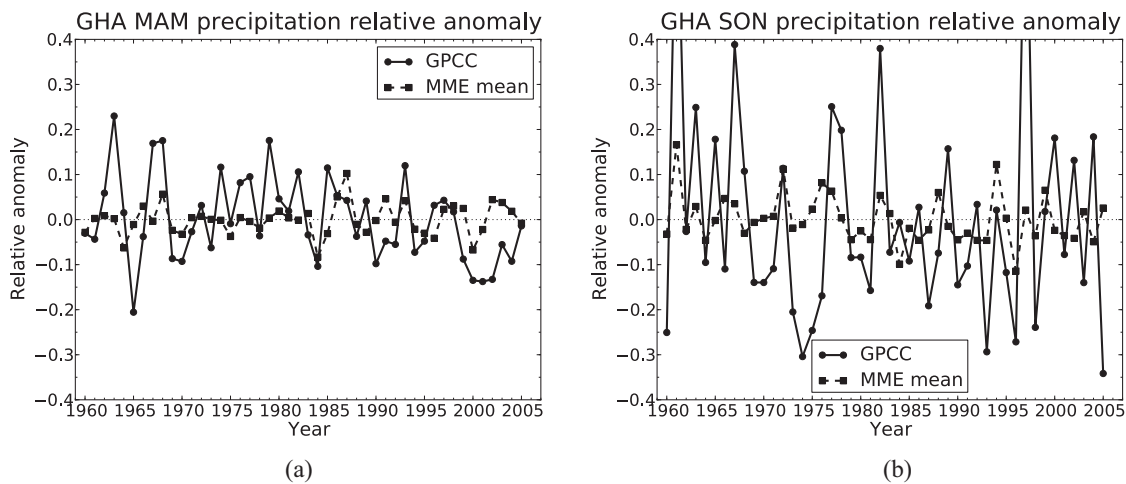 GHA MAM precipitation relative anomaly
0.4
0.3
0.2
0.1
0.0
−0.1
−0.2
−0.3
−0.4
Relative anomaly
GPCC
MME mean
1960 1965 1970 1975 1980 1985 1990 1995 2000 2005
Year
(a)
GHA SON precipitation relative anomaly
0.4
0.3
0.2
0.1
0.0
−0.1
−0.2
−0.3
−0.4
Relative anomaly
GPCC
MME mean
1960 1965 1970 1975 1980 1985 1990 1995 2000 2005
Year
(b)